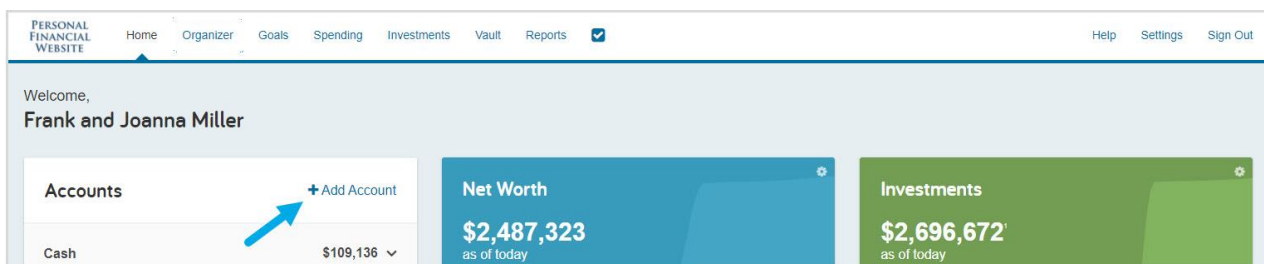 PERSONAL
FINANCIAL
WEBSITE
Home Organizer Goals Spending Investments Vault Reports Help Settings Sign Out
Welcome,
Frank and Joanna Miller
Accounts + Add Account
Cash $109,136
Net Worth
$2,487,323
as of today
Investments
$2,696,672¹
as of today